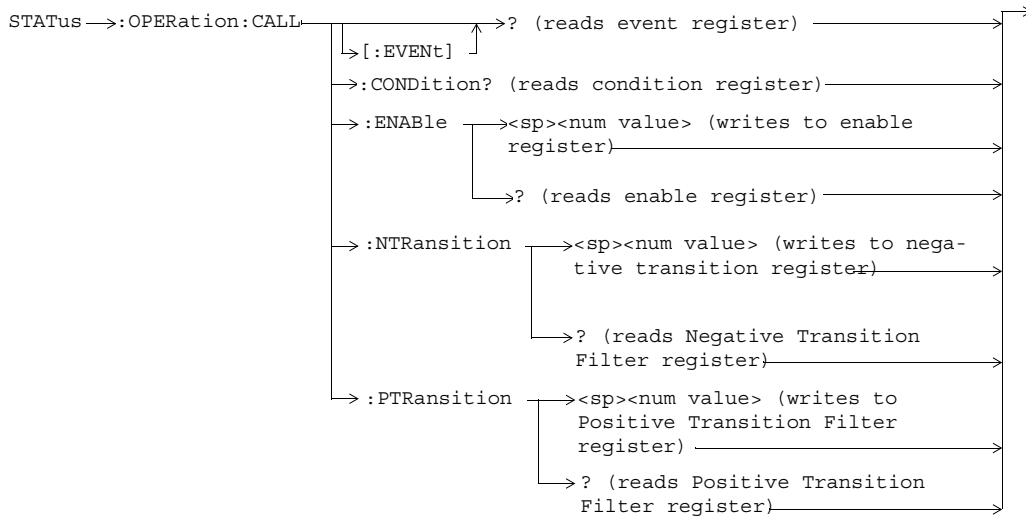 STATus :OPERation:CALL ? (reads event register)
[:EVENt]
:CONDition? (reads condition register)
:ENABle <sp><num value> (writes to enable
register)
? (reads enable register)
:NTRansition <sp><num value> (writes to nega-
tive transition register)
? (reads Negative Transition
Filter register)
:PTRansition <sp><num value> (writes to
Positive Transition Filter
register)
? (reads Positive Transition
Filter register)